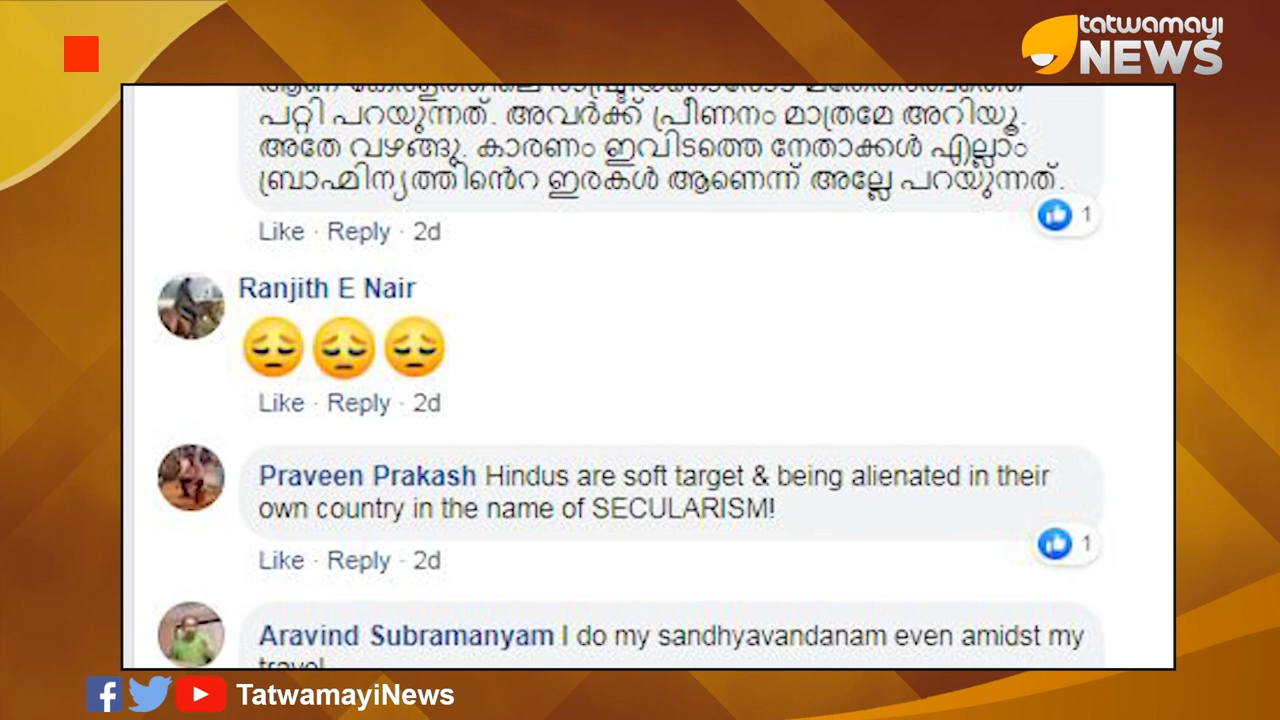 tatwamayi
NEWS
പറ്റി പറയുന്നത്. അവർക്ക് പ്രീണനം മാത്രമേ അറിയൂ.
അതേ വഴങ്ങു. കാരണം ഇവിടത്തെ നേതാക്കൾ എല്ലാം
ബ്രാഹ്മിന്യത്തിൻെറ ഇരകൾ ആണെന്ന് അല്ലേ പറയുന്നത്.
Like · Reply · 2d
1
Ranjith E Nair
Like · Reply · 2d
Praveen Prakash Hindus are soft target & being alienated in their
own country in the name of SECULARISM!
1
Like · Reply · 2d
Aravind Subramanyam I do my sandhyavandanam even amidst my
travel
TatwamayiNews